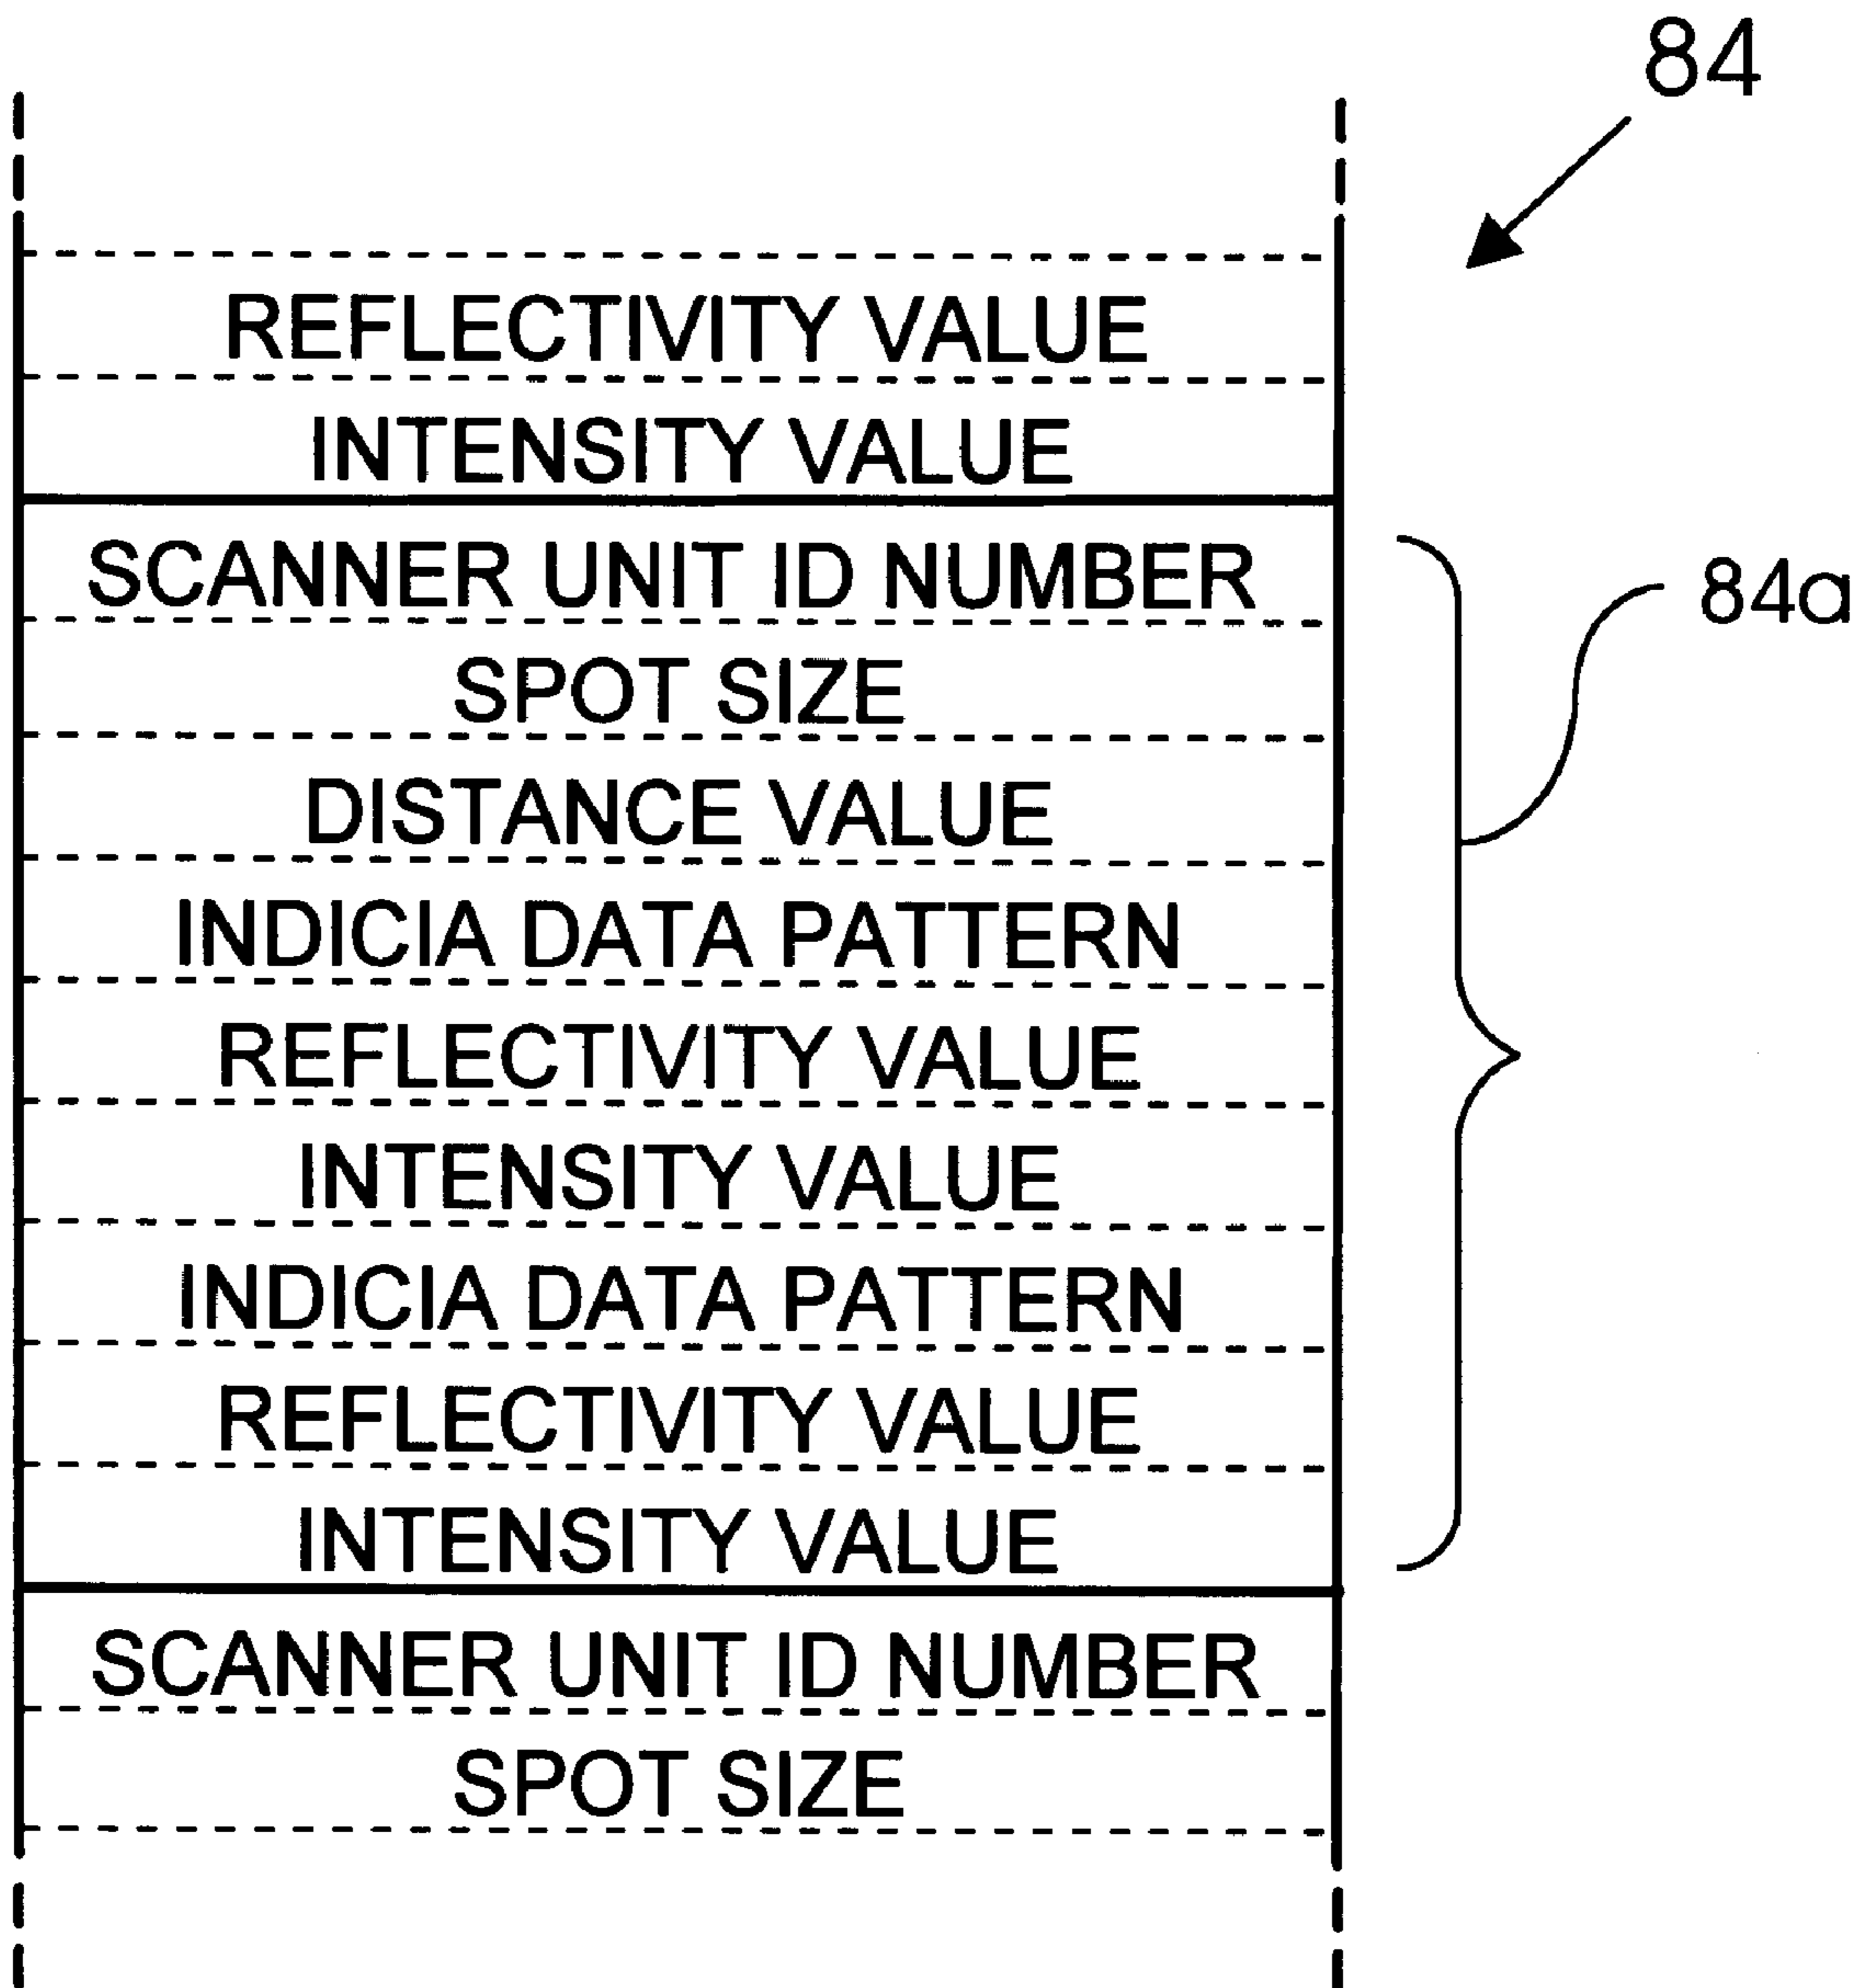 84
REFLECTIVITY VALUE
INTENSITY VALUE
SCANNER UNIT ID NUMBER
84a
SPOT SIZE
DISTANCE VALUE
INDICIA DATA PATTERN
REFLECTIVITY VALUE
INTENSITY VALUE
INDICIA DATA PATTERN
REFLECTIVITY VALUE
INTENSITY VALUE
SCANNER UNIT ID NUMBER
SPOT SIZE